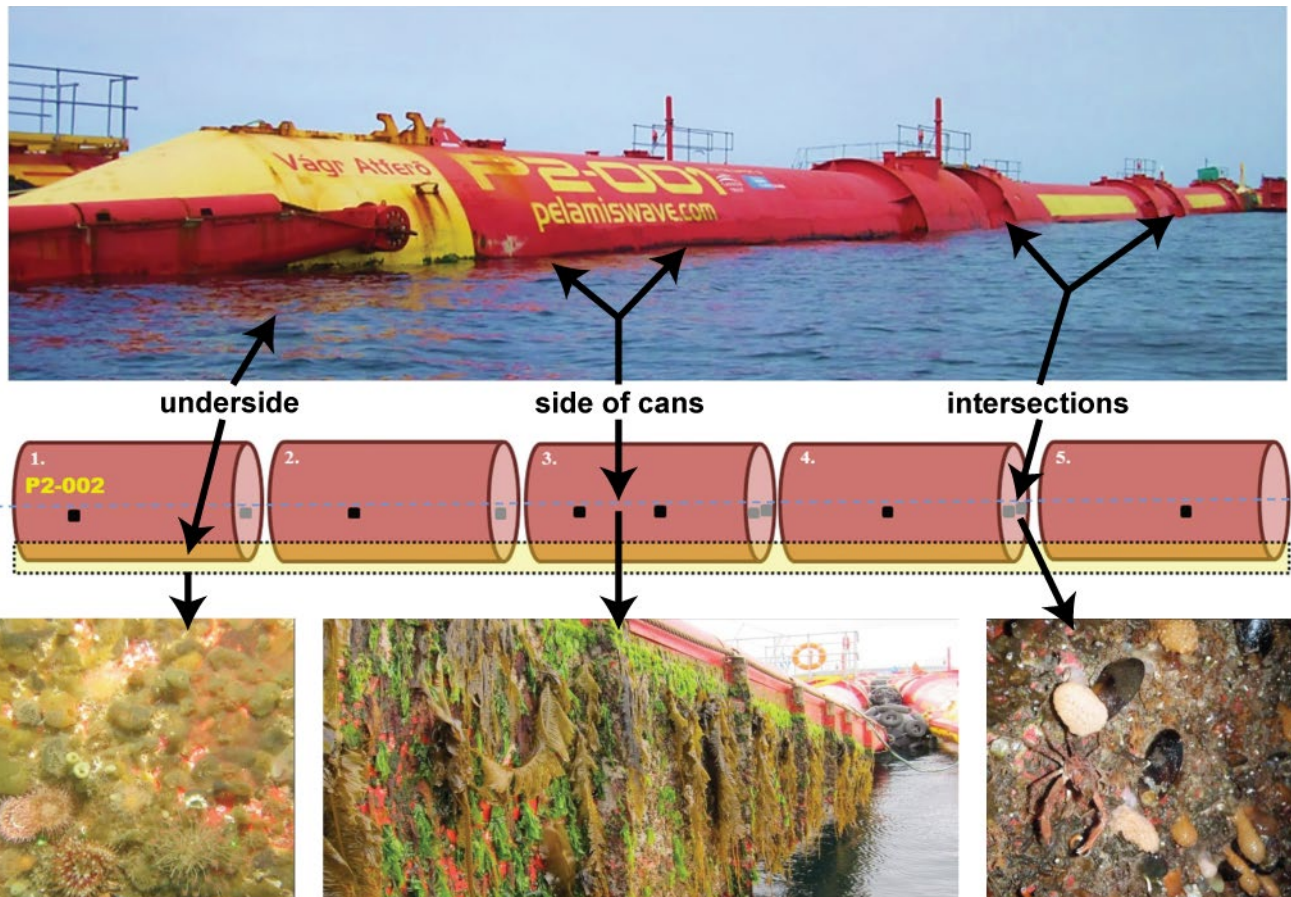 Vágr Atferð
P2-001
pelamiswave.com
underside
side of cans
intersections
1.
2.
3.
4.
5.
P2-002